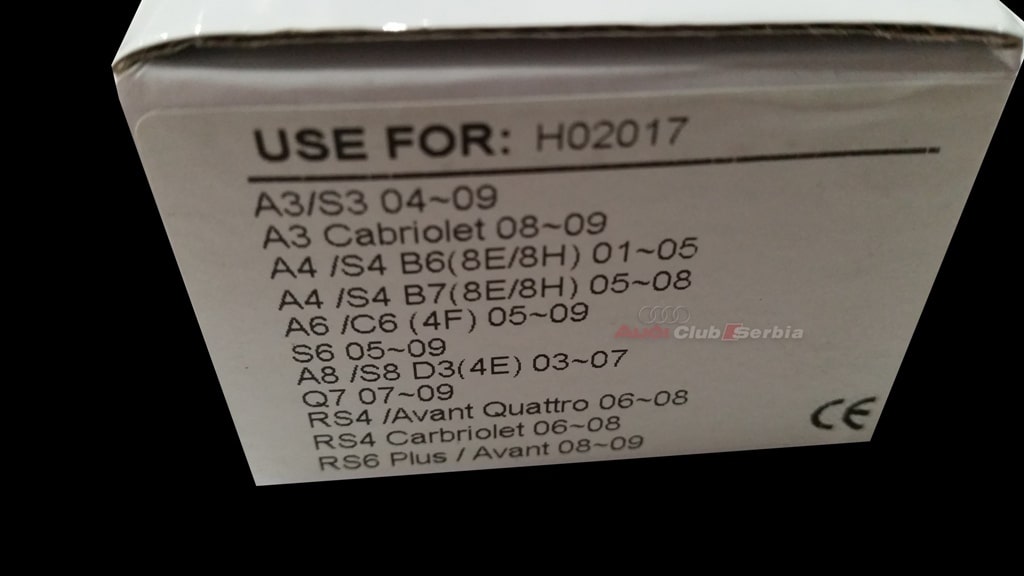 USE FOR: H02017
A3/S3 04~09
A3 Cabriolet 08~09
A4 /S4 B6(8E/8H) 01~05
A4 /S4 B7(8E/8H) 05~08
A6 /C6 (4F) 05~09
S6 05~09
A8 /S8 D3(4E) 03~07
Q7 07~09
RS4 /Avant Quattro 06~08
RS4 Carbriolet 06~08
RS6 Plus / Avant 08~09
Audi Club Serbia
CE